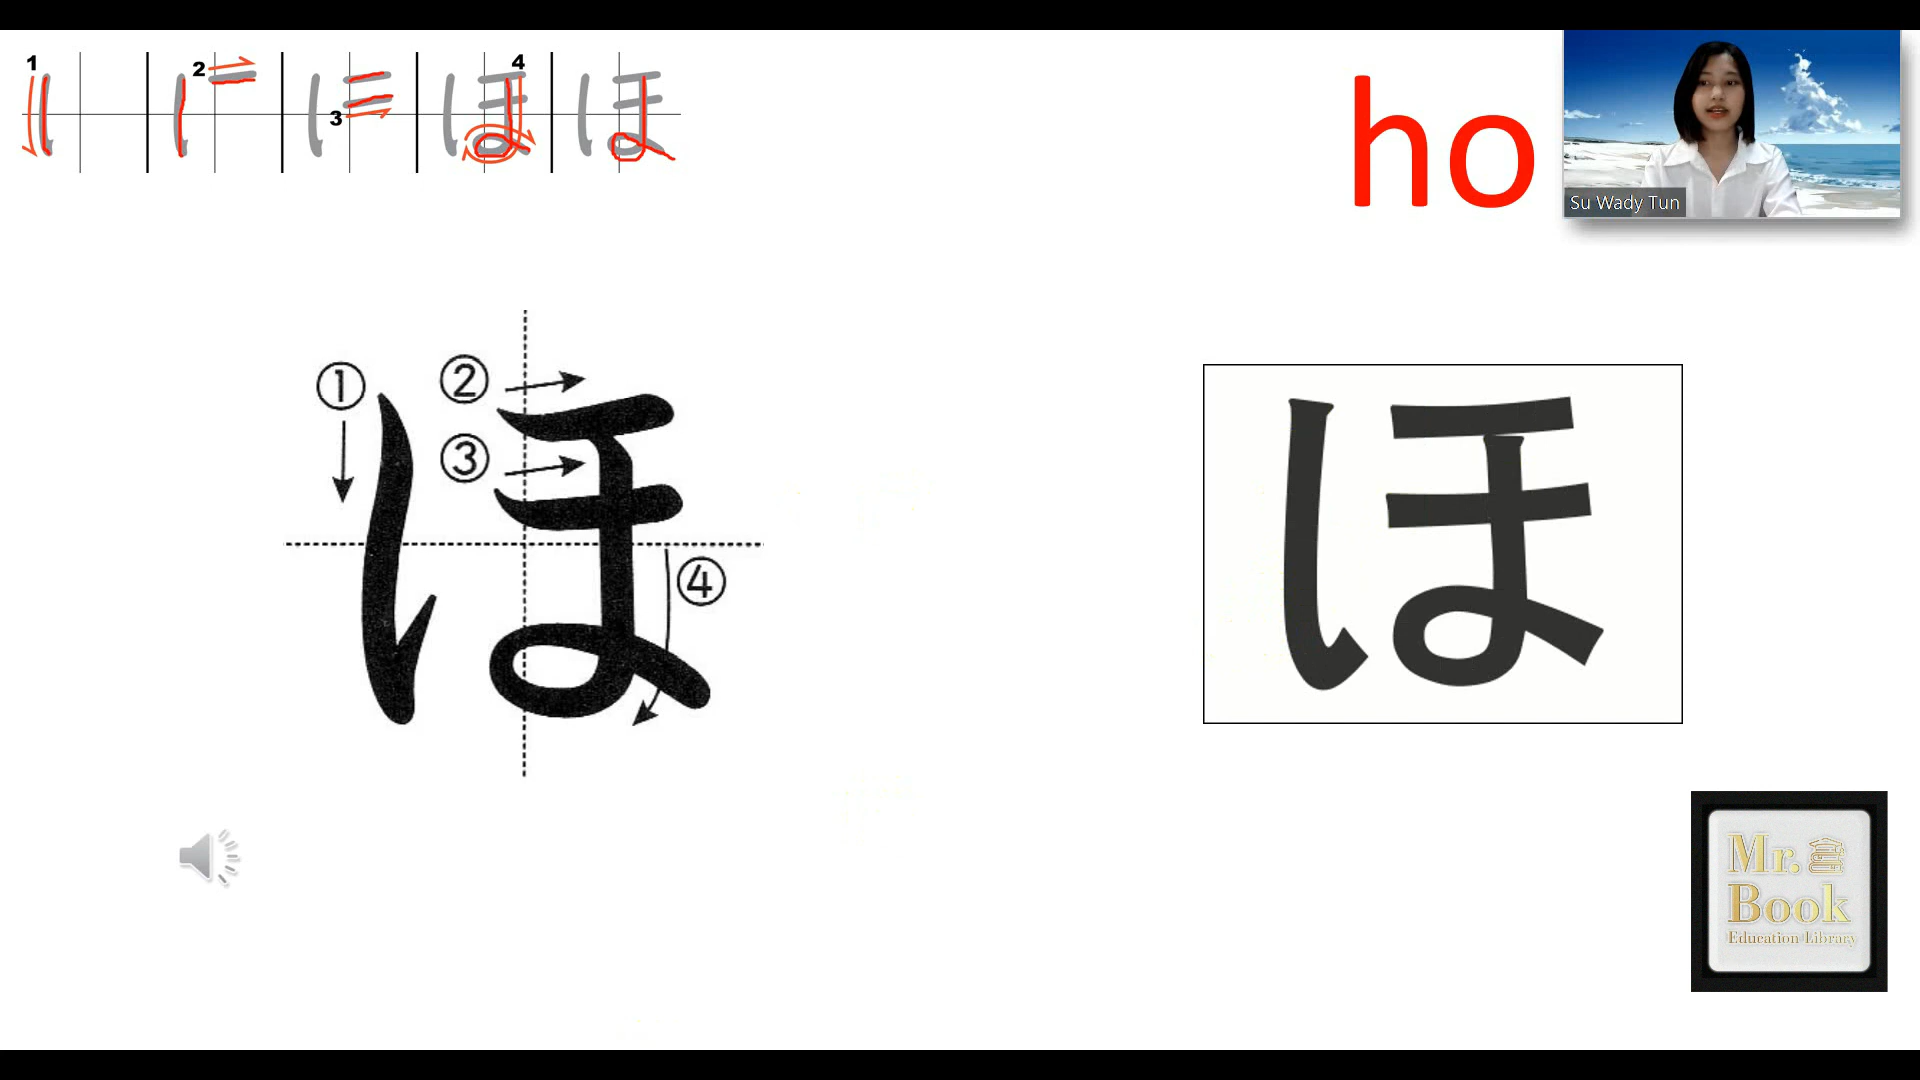 1 2 3 4
ho
Su Wady Tun
① ② ③ ④
ほ
ほ
Mr.
Book
Education Library